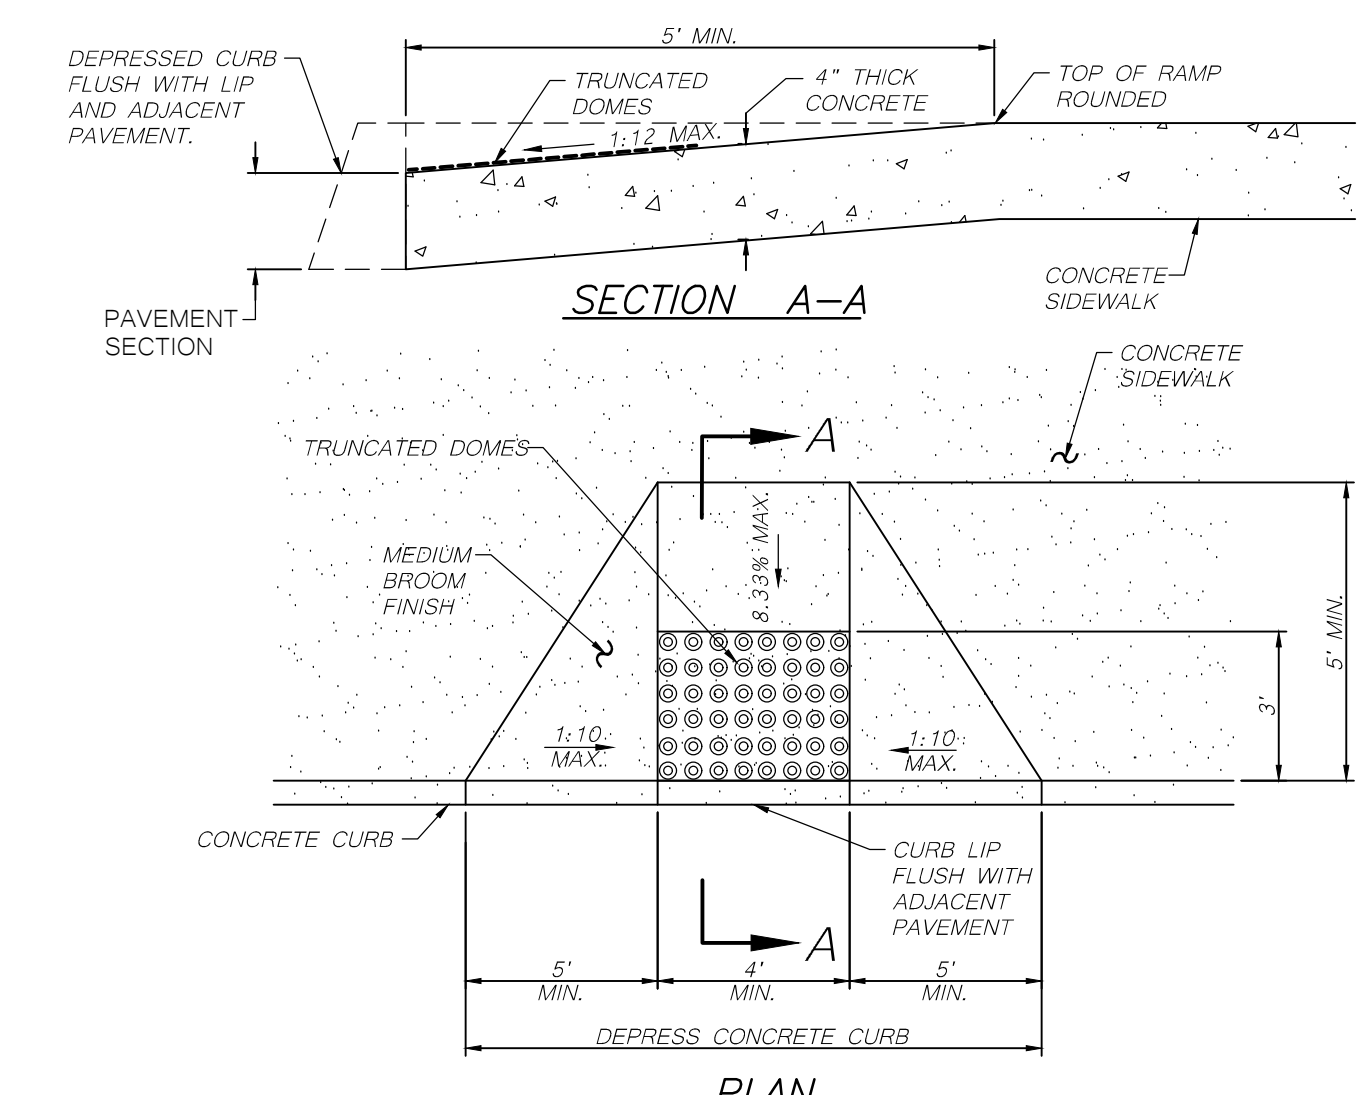 5' MIN.
DEPRESSED CURB
FLUSH WITH LIP
AND ADJACENT
PAVEMENT.
TRUNCATED
DOMES
4" THICK
CONCRETE
TOP OF RAMP
ROUNDED
1:12 MAX.
CONCRETE
SIDEWALK
PAVEMENT
SECTION
SECTION A-A
CONCRETE
SIDEWALK
TRUNCATED DOMES
A
8.33% MAX.
MEDIUM
BROOM
FINISH
5' MIN.
3'
1:10
MAX.
1:10
MAX.
CONCRETE CURB
CURB LIP
FLUSH WITH
ADJACENT
PAVEMENT
A
5'
MIN.
4'
MIN.
5'
MIN.
DEPRESS CONCRETE CURB
PLAN